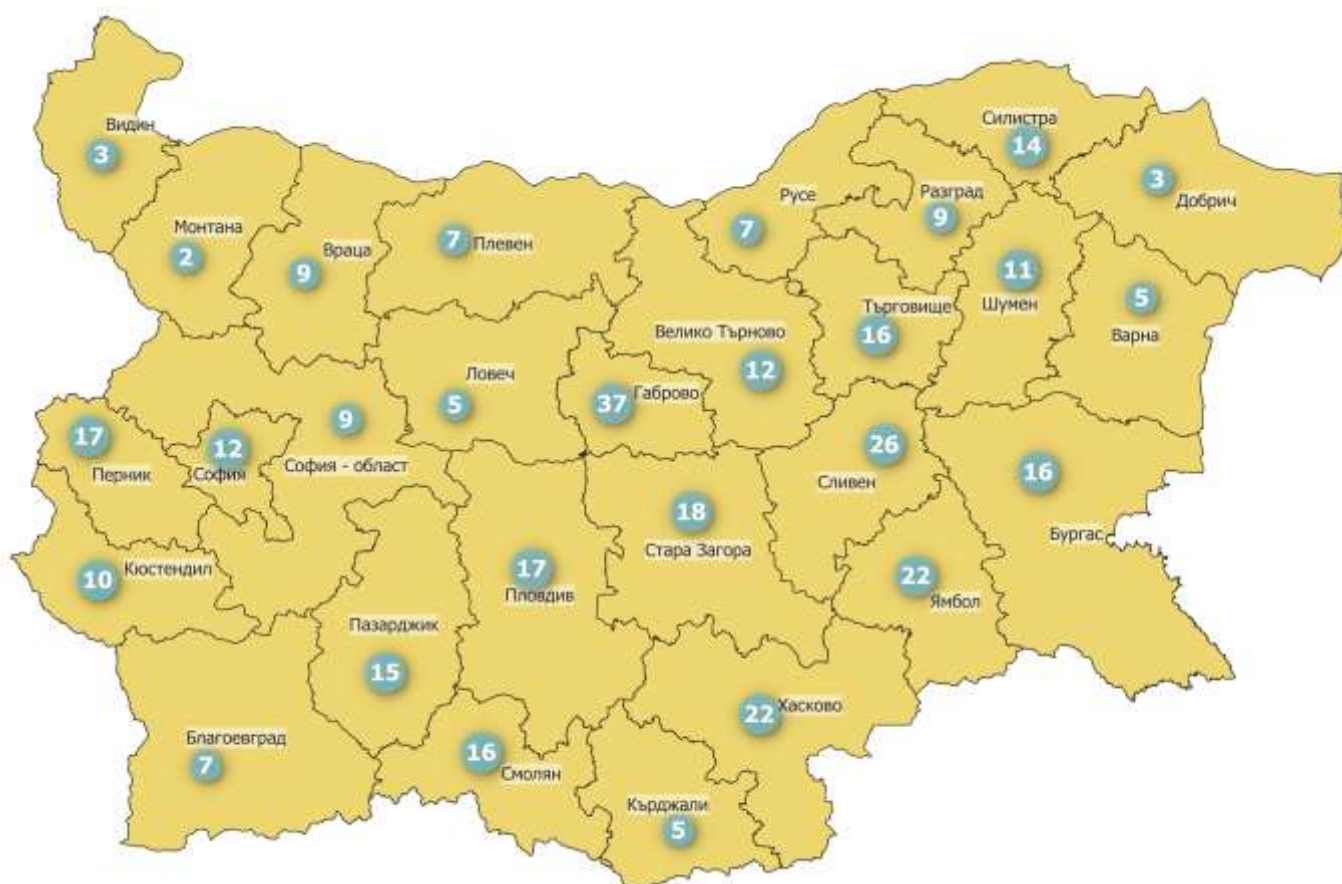 Видин
3
Монтана
2
Враца
9
7
Плевен
Русе
7
Силистра
14
Разград
9
3
Добрич
11
Шумен
5
Варна
Търговище
16
Велико Търново
12
Ловеч
5
37
Габрово
17
Перник
12
София
9
София - област
26
Сливен
16
Бургас
18
Стара Загора
10
Кюстендил
17
Пловдив
22
Ямбол
Пазарджик
15
22
Хасково
Благоевград
7
16
Смолян
Кърджали
5